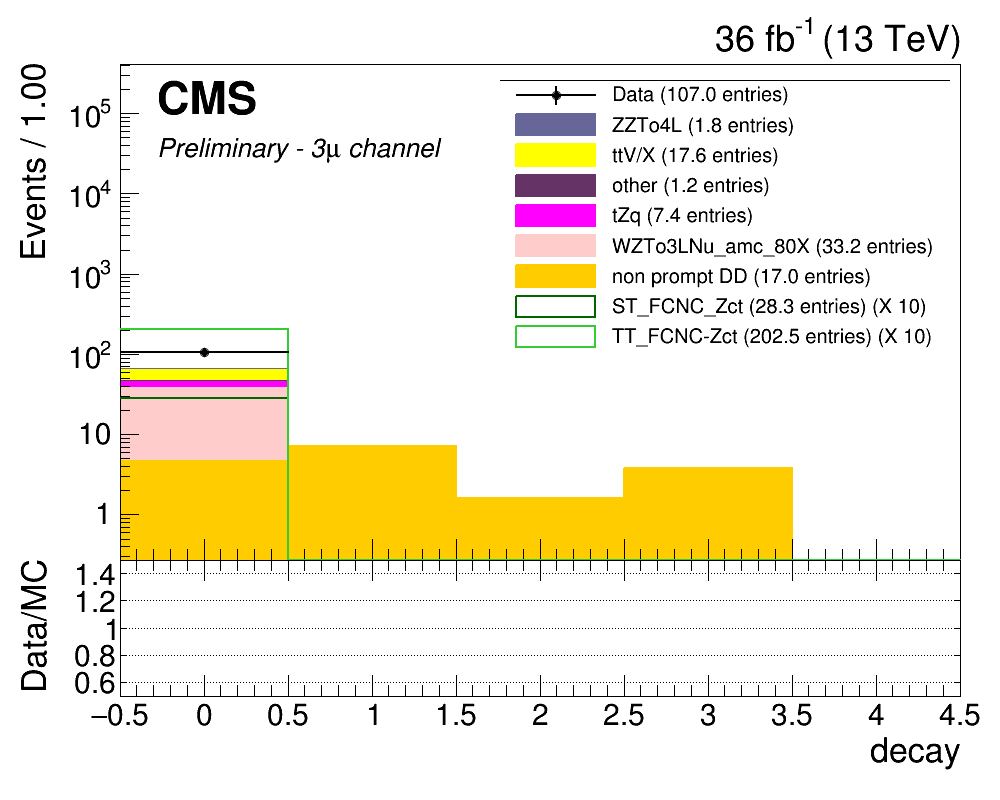 36 fb-1 (13 TeV)
Events / 1.00
CMS
Preliminary - 3μ channel
Data (107.0 entries)
ZZTo4L (1.8 entries)
ttV/X (17.6 entries)
other (1.2 entries)
tZq (7.4 entries)
WZTo3LNu_amc_80X (33.2 entries)
non prompt DD (17.0 entries)
ST_FCNC_Zct (28.3 entries) (X 10)
TT_FCNC-Zct (202.5 entries) (X 10)
10^5
10^4
10^3
10^2
10
1
Data/MC
1.4
1.2
1
0.8
0.6
−0.5 0 0.5 1 1.5 2 2.5 3 3.5 4 4.5
decay